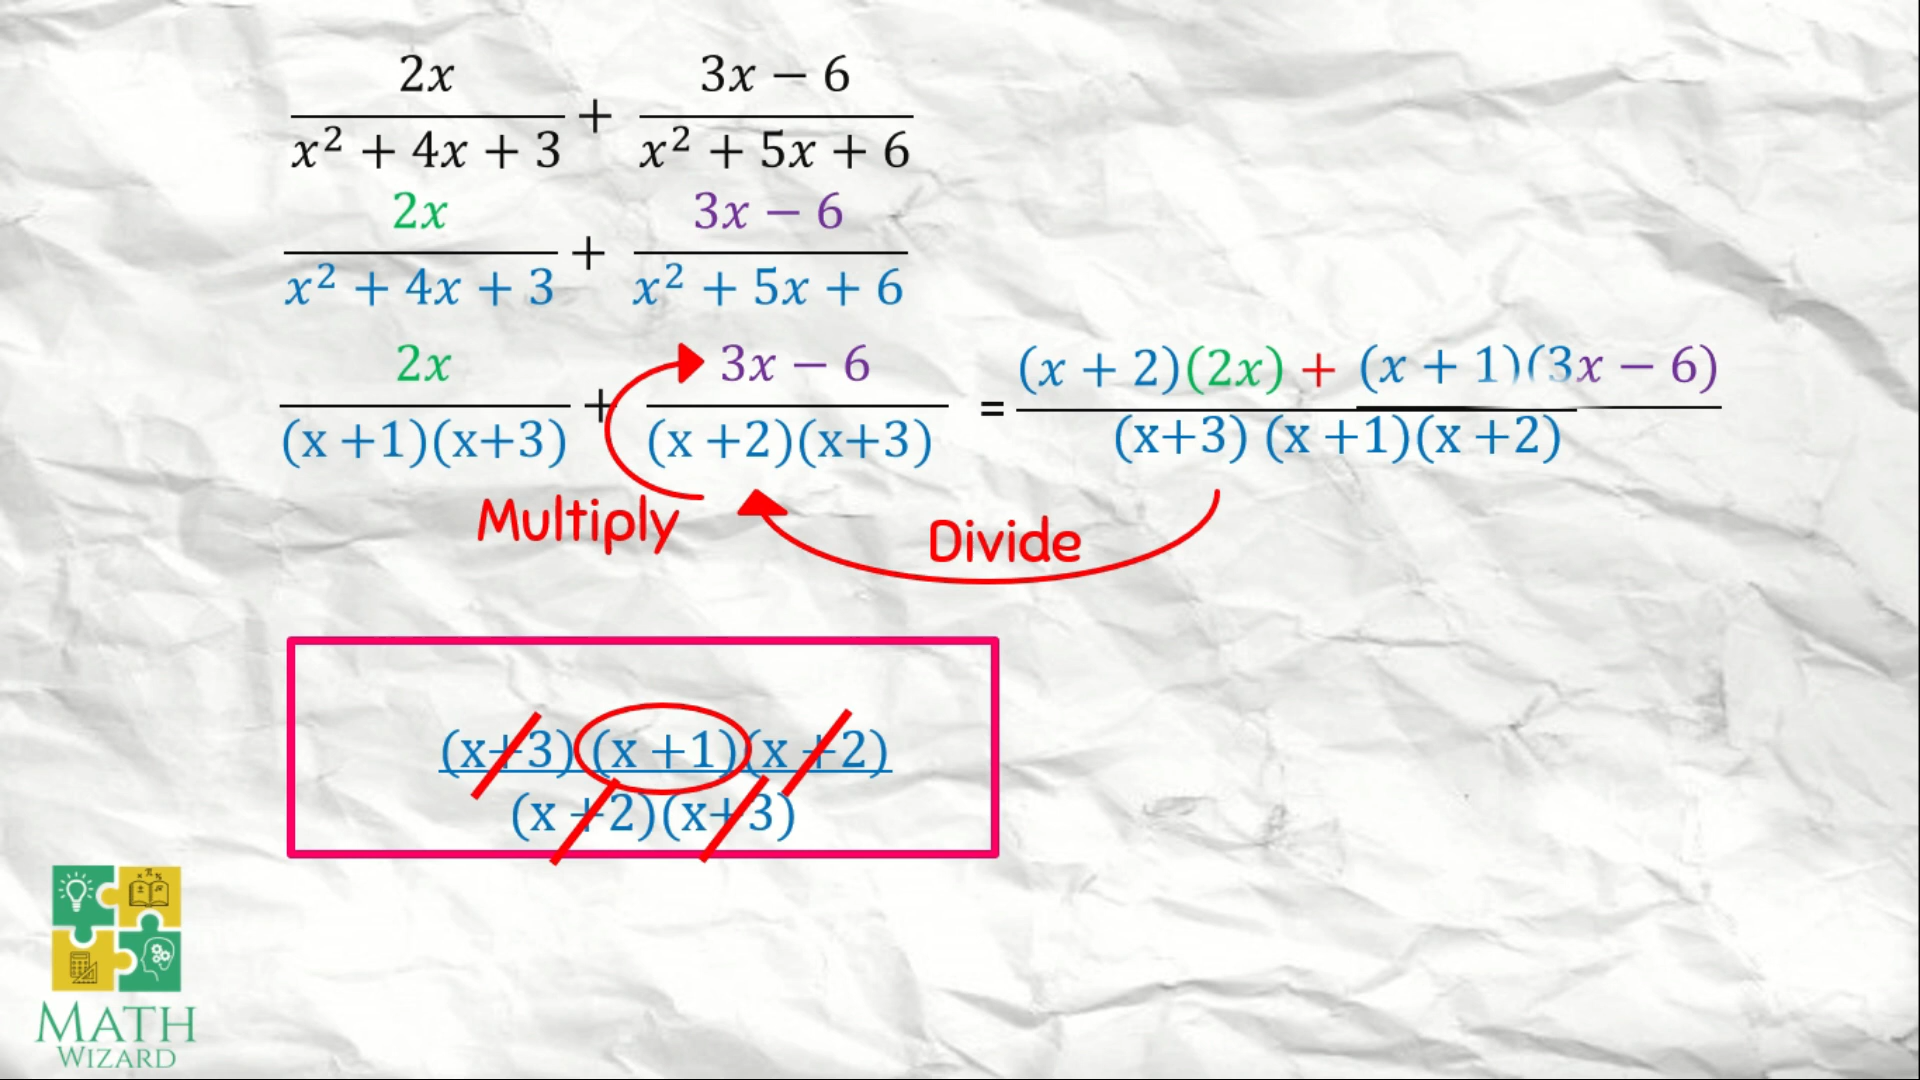 2x/(x² + 4x + 3) + (3x − 6)/(x² + 5x + 6)
2x/(x² + 4x + 3) + (3x − 6)/(x² + 5x + 6)
2x/((x +1)(x+3)) + (3x − 6)/((x +2)(x+3)) = ((x + 2)(2x) + (x + 1)(3x − 6))/((x+3) (x +1)(x +2))
Multiply
Divide
(x+3) (x +1)(x +2)
(x +2)(x+3)
MATH
WIZARD